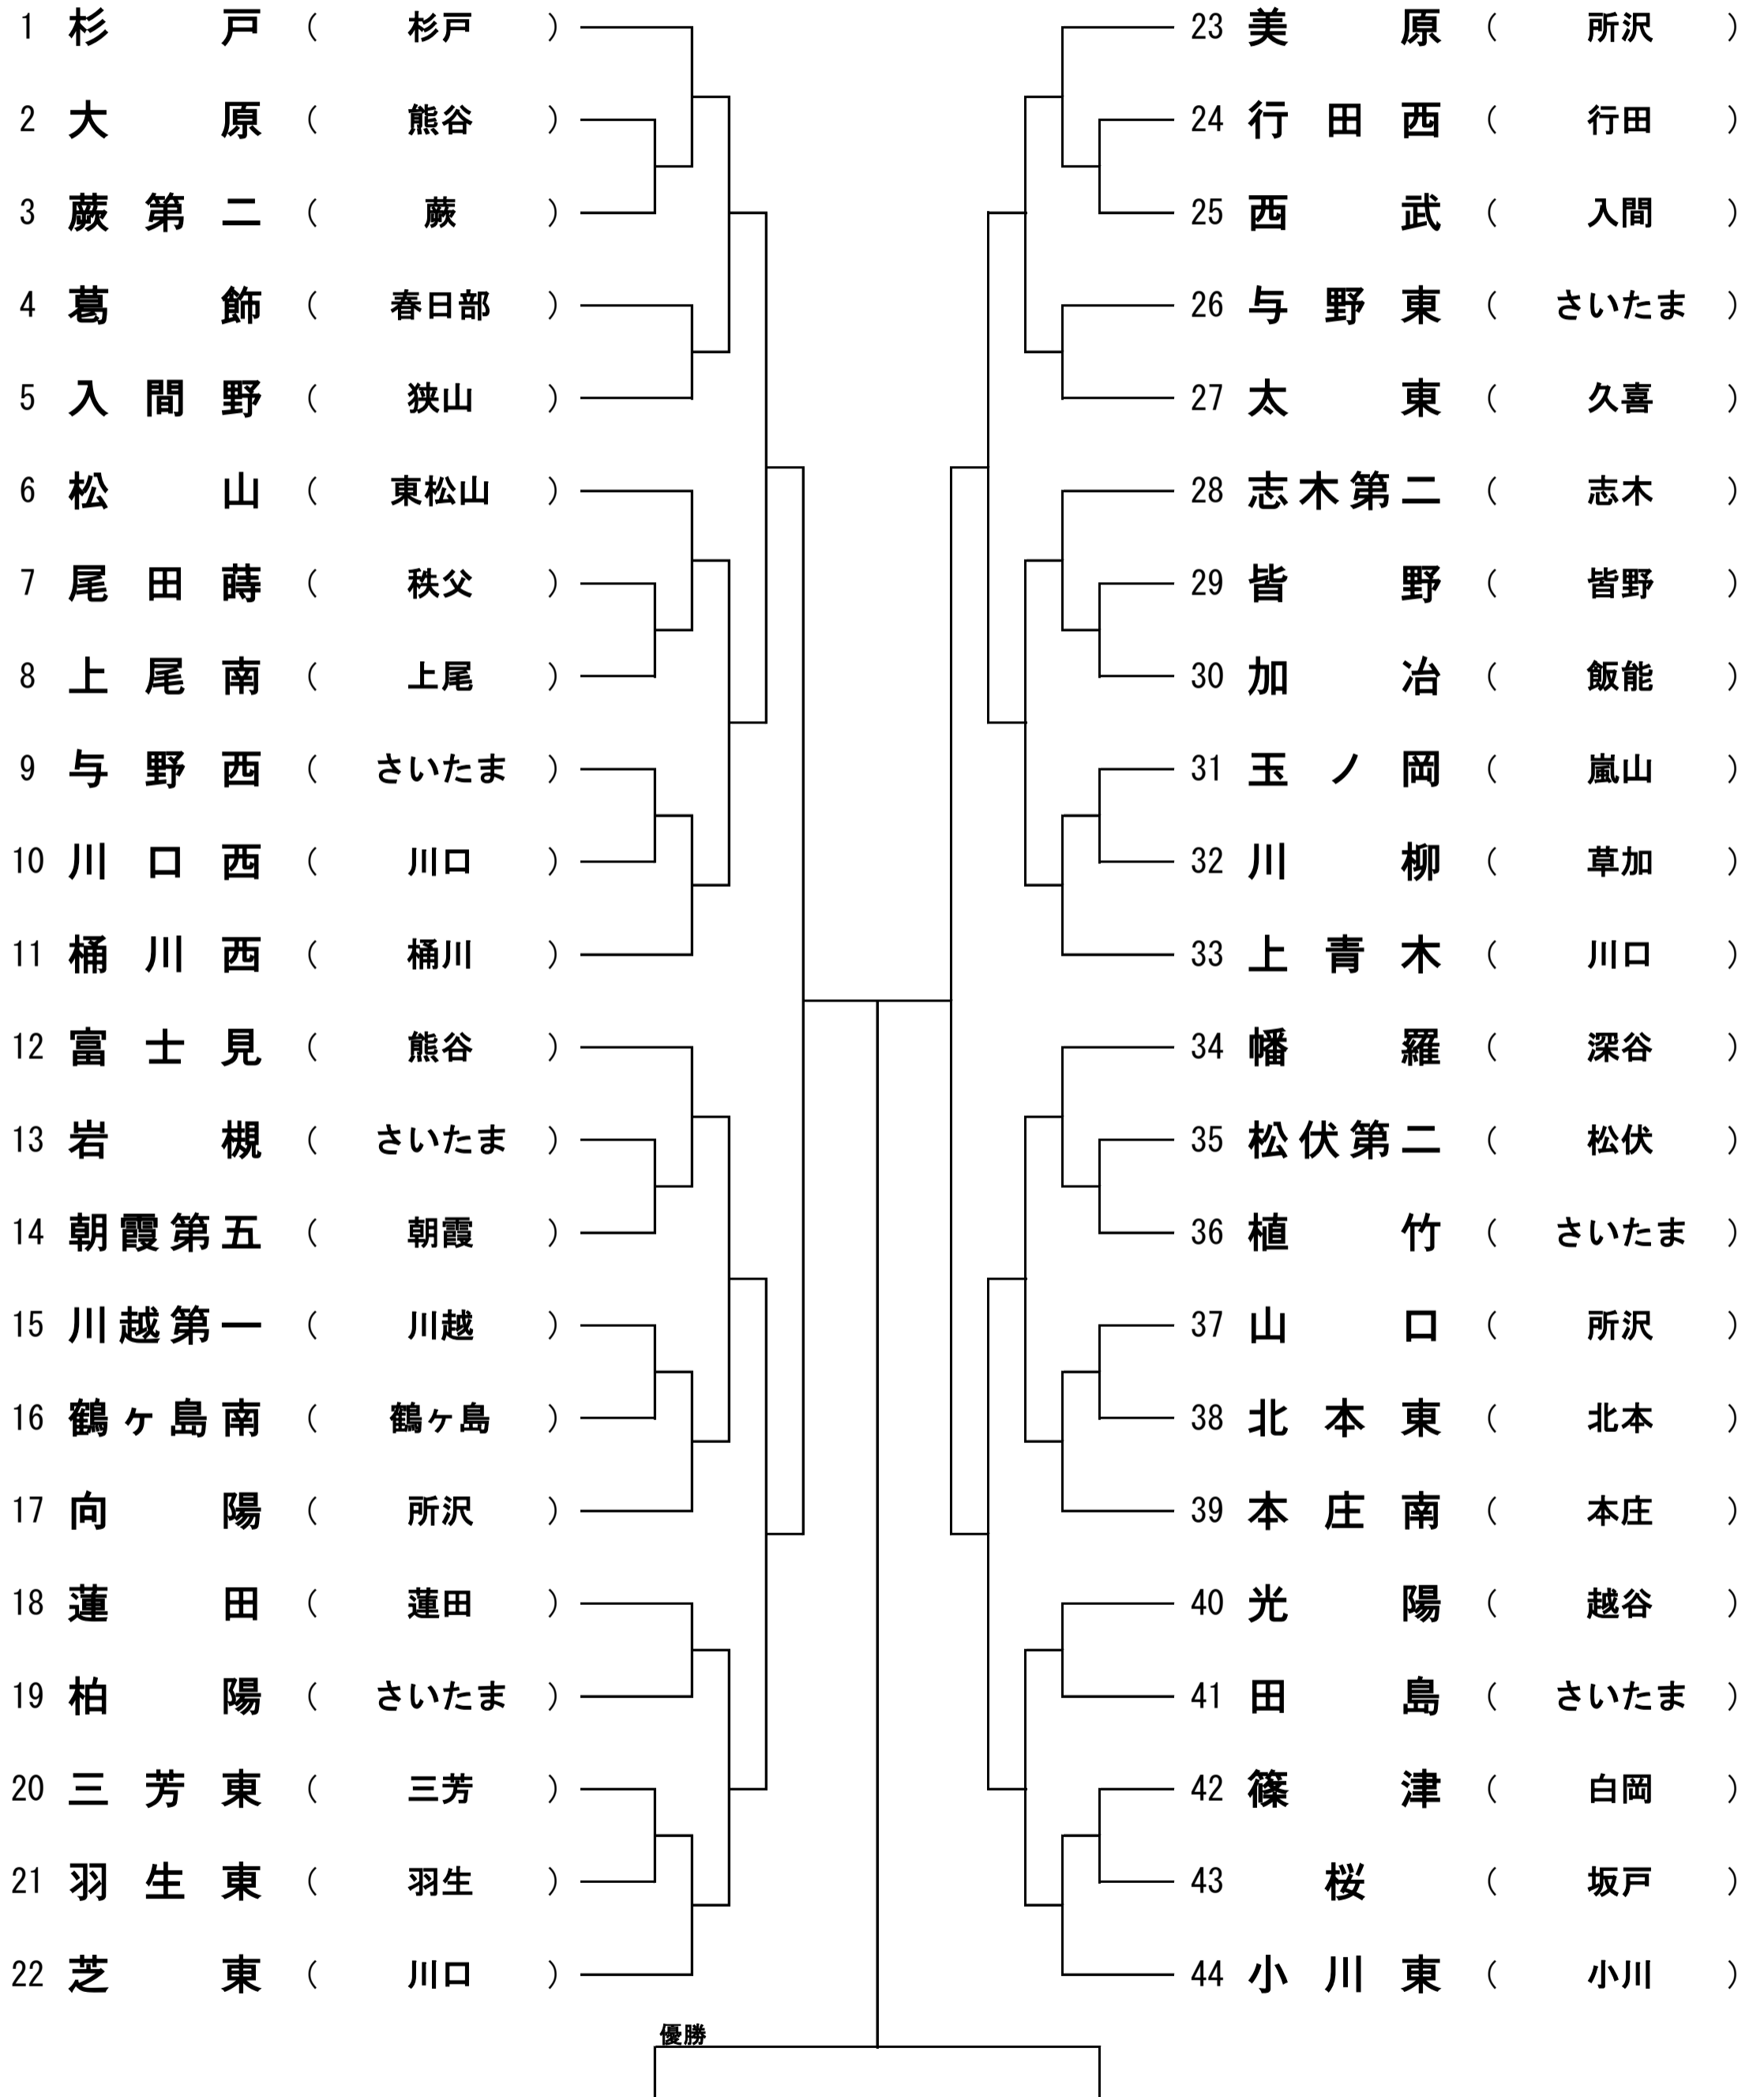 1 杉戸 ( 杉戸 )
2 大原 ( 熊谷 )
3 蕨第二 ( 蕨 )
4 葛飾 ( 春日部 )
5 入間野 ( 狭山 )
6 松山 ( 東松山 )
7 尾田蒔 ( 秩父 )
8 上尾南 ( 上尾 )
9 与野西 ( さいたま )
10 川口西 ( 川口 )
11 桶川西 ( 桶川 )
12 富士見 ( 熊谷 )
13 岩槻 ( さいたま )
14 朝霞第五 ( 朝霞 )
15 川越第一 ( 川越 )
16 鶴ヶ島南 ( 鶴ヶ島 )
17 向陽 ( 所沢 )
18 蓮田 ( 蓮田 )
19 柏陽 ( さいたま )
20 三芳東 ( 三芳 )
21 羽生東 ( 羽生 )
22 芝東 ( 川口 )
23 美原 ( 所沢 )
24 行田西 ( 行田 )
25 西武 ( 入間 )
26 与野東 ( さいたま )
27 太東 ( 久喜 )
28 志木第二 ( 志木 )
29 皆野 ( 皆野 )
30 加冶 ( 飯能 )
31 玉ノ岡 ( 嵐山 )
32 川柳 ( 草加 )
33 上青木 ( 川口 )
34 幡羅 ( 深谷 )
35 松伏第二 ( 松伏 )
36 植竹 ( さいたま )
37 山口 ( 所沢 )
38 北本東 ( 北本 )
39 本庄南 ( 本庄 )
40 光陽 ( 越谷 )
41 田島 ( さいたま )
42 篠津 ( 白岡 )
43 桜 ( 坂戸 )
44 小川東 ( 小川 )
優勝